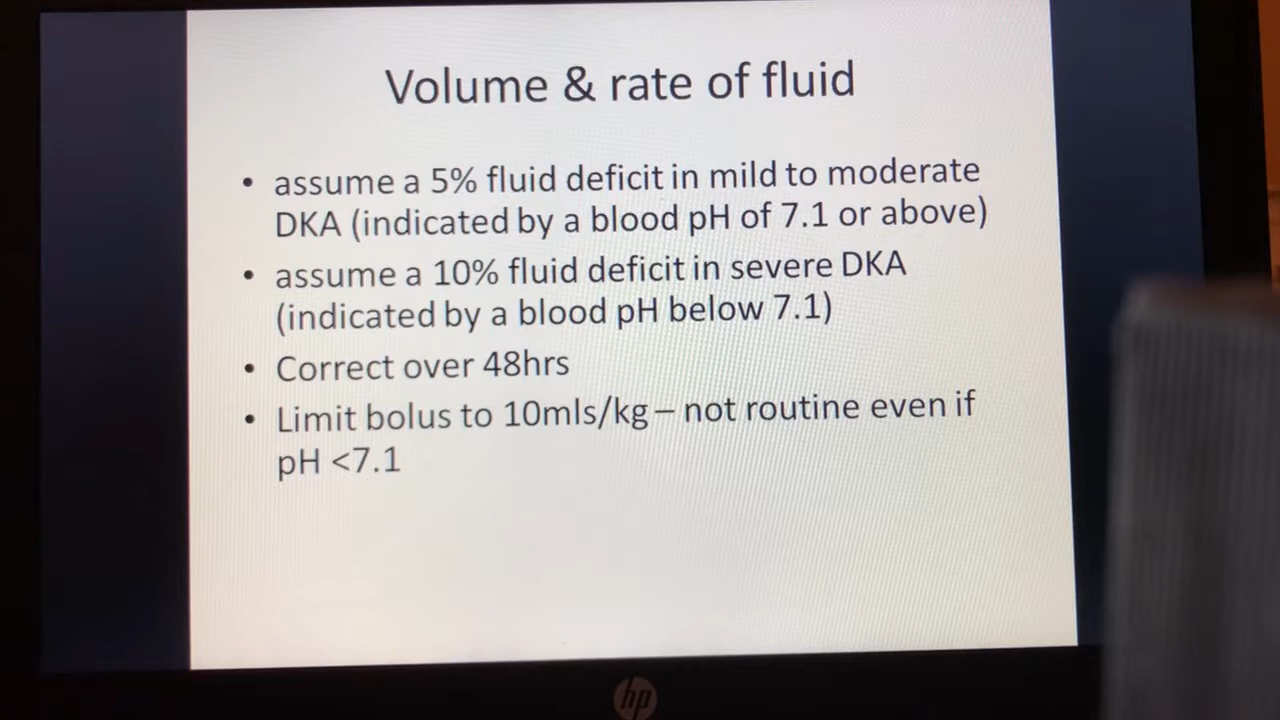 Volume & rate of fluid
• assume a 5% fluid deficit in mild to moderate
DKA (indicated by a blood pH of 7.1 or above)
• assume a 10% fluid deficit in severe DKA
(indicated by a blood pH below 7.1)
• Correct over 48hrs
• Limit bolus to 10mls/kg – not routine even if
pH <7.1
hp